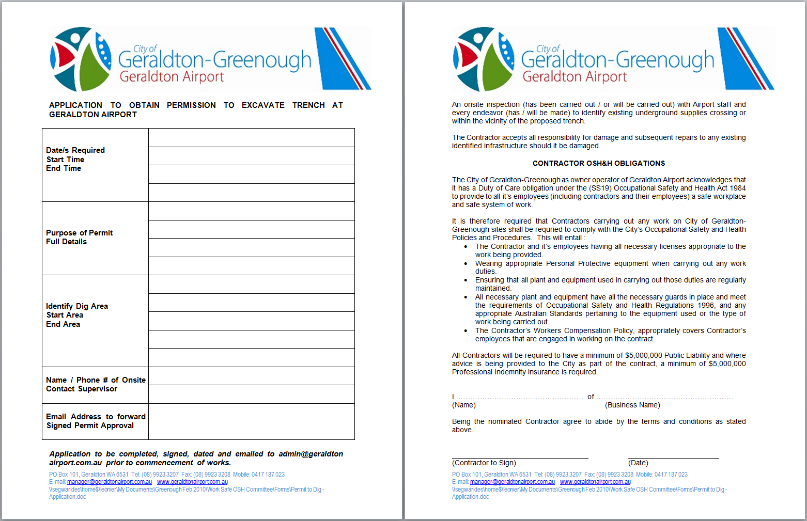 City of
Geraldton-Greenough
Geraldton Airport
APPLICATION TO OBTAIN PERMISSION TO EXCAVATE TRENCH AT
GERALDTON AIRPORT
Date/s Required
Start Time
End Time
Purpose of Permit
Full Details
Identify Dig Area
Start Area
End Area
Name / Phone # of Onsite
Contact Supervisor
Email Address to forward
Signed Permit Approval
Application to be completed, signed, dated and emailed to admin@geraldton
airport.com.au prior to commencement of works.
PO Box 101, Geraldton WA 6531 Tel: (08) 9923 3207 Fax: (08) 9923 3208 Mobile: 0417 187 023
E-mail manager@geraldtonairport.com.au www.geraldtonairport.com.au
Application.doc
City of
Geraldton-Greenough
Geraldton Airport
An onsite inspection (has been carried out / or will be carried out) with Airport staff and
every endeavor (has / will be made) to identify existing underground supplies crossing or
within the vicinity of the proposed trench.
The Contractor accepts all responsibility for damage and subsequent repairs to any existing
identified infrastructure should it be damaged.
CONTRACTOR OSH&H OBLIGATIONS
The City of Geraldton-Greenough as owner operator of Geraldton Airport acknowledges that
it has a Duty of Care obligation under the (SS19) Occupational Safety and Health Act 1984
to provide to all it's employees (including contractors and their employees) a safe workplace
and safe system of work.
It is therefore required that Contractors carrying out any work on City of Geraldton-
Greenough sites shall be required to comply with the City's Occupational Safety and Health
Policies and Procedures. This will entail :
• The Contractor and it's employees having all necessary licenses appropriate to the
work being provided.
• Wearing appropriate Personal Protective equipment when carrying out any work
duties.
• Ensuring that all plant and equipment used in carrying out those duties are regularly
maintained.
• All necessary plant and equipment have all the necessary guards in place and meet
the requirements of Occupational Safety and Health Regulations 1996, and any
appropriate Australian Standards pertaining to the equipment used or the type of
work being carried out.
• The Contractor's Workers Compensation Policy, appropriately covers Contractor's
employees that are engaged in working on the contract.
All Contractors will be required to have a minimum of $5,000,000 Public Liability and where
advice is being provided to the City as part of the contract, a minimum of $5,000,000
Professional Indemnity Insurance is required.
I of
(Name) (Business Name)
Being the nominated Contractor agree to abide by the terms and conditions as stated
above.
(Contractor to Sign) (Date)
PO Box 101, Geraldton WA 6531 Tel: (08) 9923 3207 Fax: (08) 9923 3208 Mobile: 0417 187 023
E-mail manager@geraldtonairport.com.au www.geraldtonairport.com.au
Application.doc